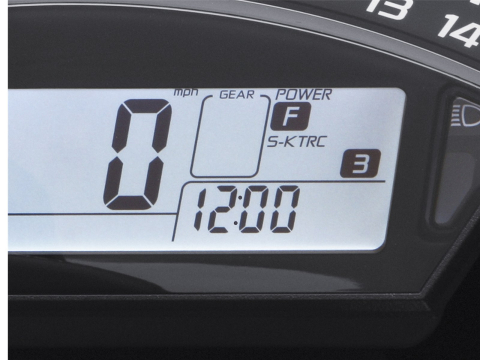 13
14
mph GEAR POWER
0 F
S-KTRC
3
12:00